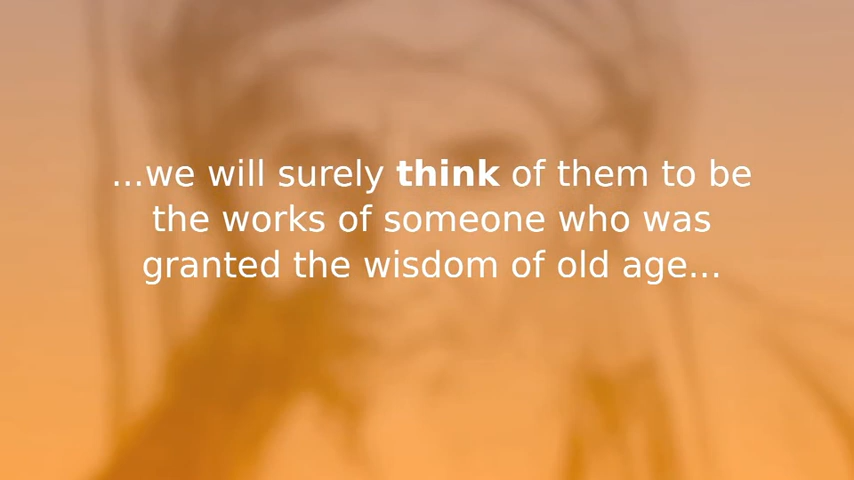 ...we will surely think of them to be
the works of someone who was
granted the wisdom of old age...